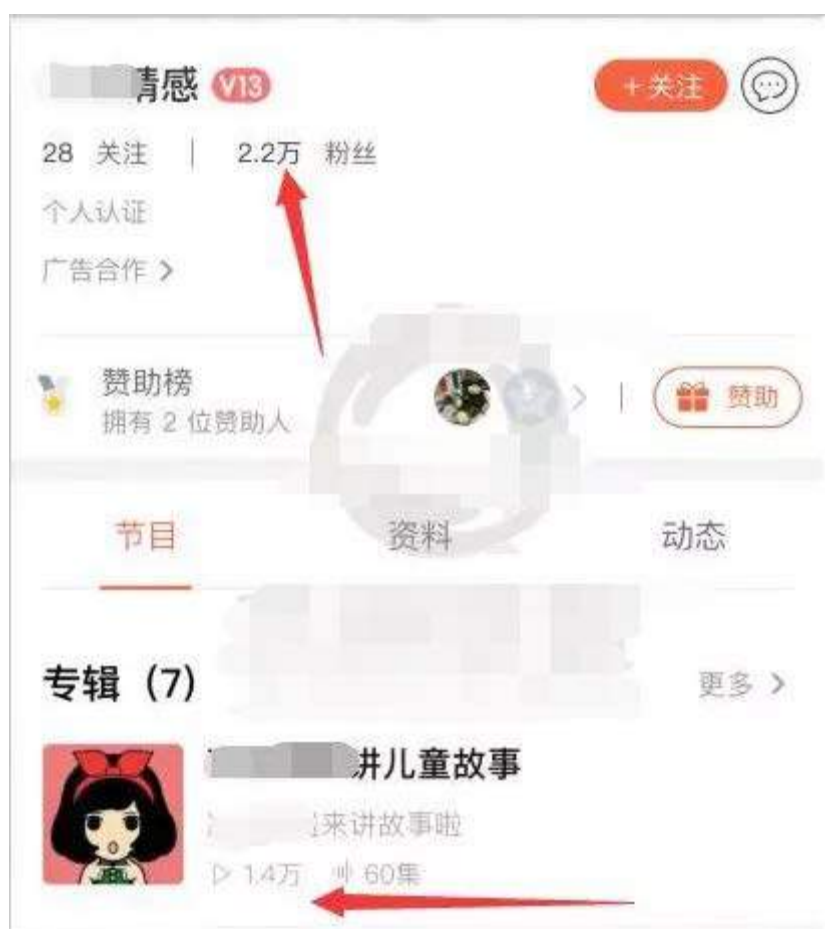 情感 V13 +关注
28 关注 | 2.2万 粉丝
个人认证
广告合作 >
赞助榜
拥有 2 位赞助人 > | 赞助
节目 资料 动态
专辑（7） 更多 >
讲儿童故事
来讲故事啦
1.4万 60集